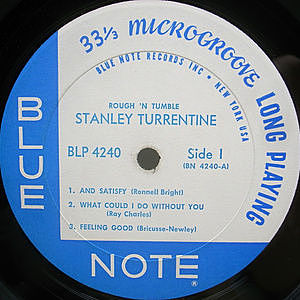 33⅓ MICROGROOVE LONG PLAYING
BLUE NOTE RECORDS INC • NEW YORK USA
ROUGH 'N TUMBLE
STANLEY TURRENTINE
BLP 4240
Side 1
(BN 4240-A)
1. AND SATISFY (Ronnell Bright)
2. WHAT COULD I DO WITHOUT YOU
(Ray Charles)
3. FEELING GOOD (Bricusse-Newley)
BLUE
NOTE ®